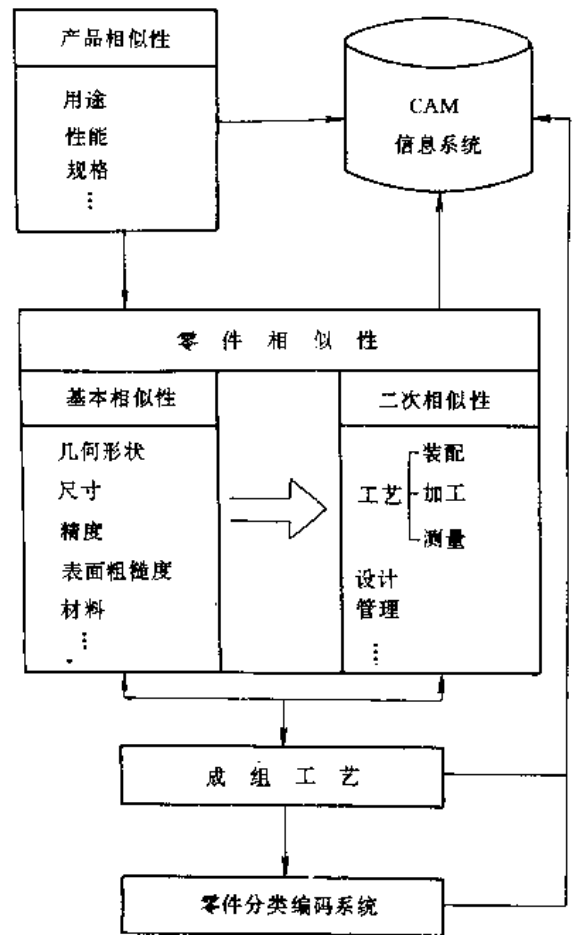 产品相似性
用途
性能
规格
⋮
CAM
信息系统
零件相似性
基本相似性
几何形状
尺寸
精度
表面粗糙度
材料
⋮
二次相似性
工艺
装配
加工
测量
设计
管理
⋮
成组工艺
零件分类编码系统